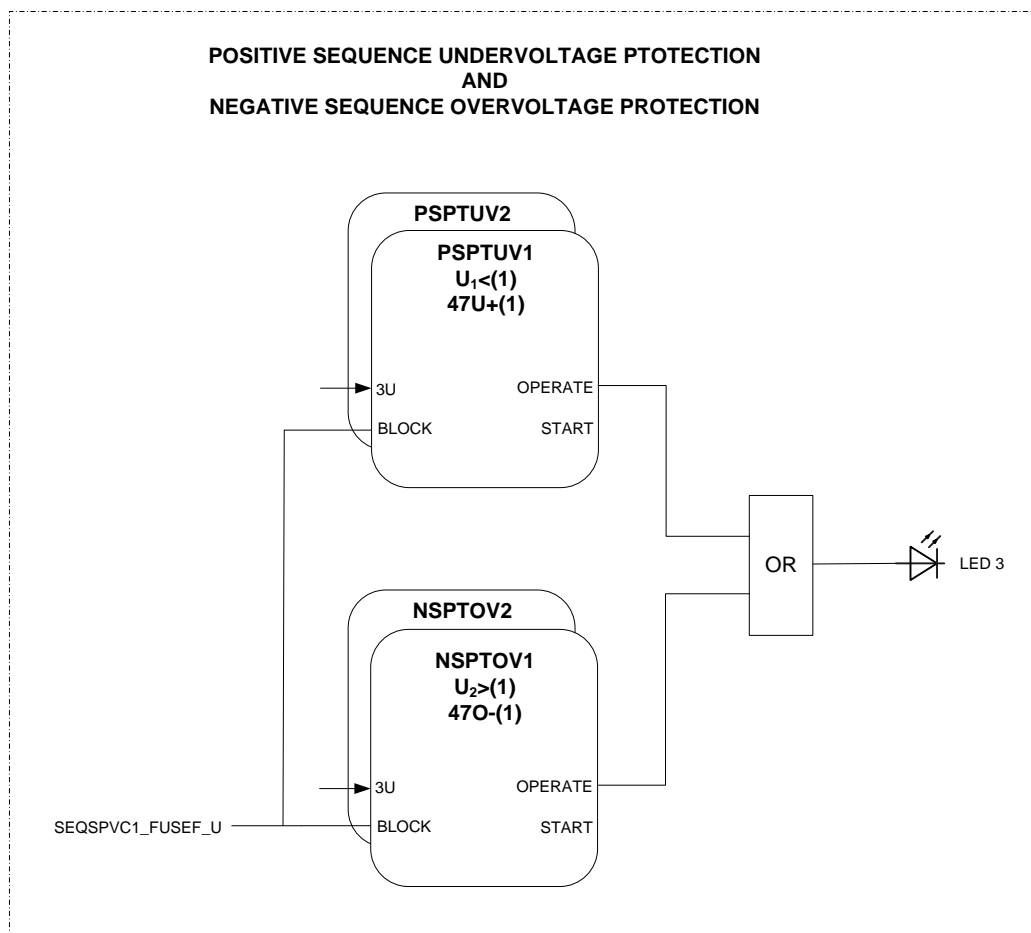 POSITIVE SEQUENCE UNDERVOLTAGE PTOTECTION
AND
NEGATIVE SEQUENCE OVERVOLTAGE PROTECTION
PSPTUV2
PSPTUV1
U₁<(1)
47U+(1)
3U
OPERATE
BLOCK
START
OR
LED 3
NSPTOV2
NSPTOV1
U₂>(1)
47O-(1)
3U
OPERATE
SEQSPVC1_FUSEF_U
BLOCK
START